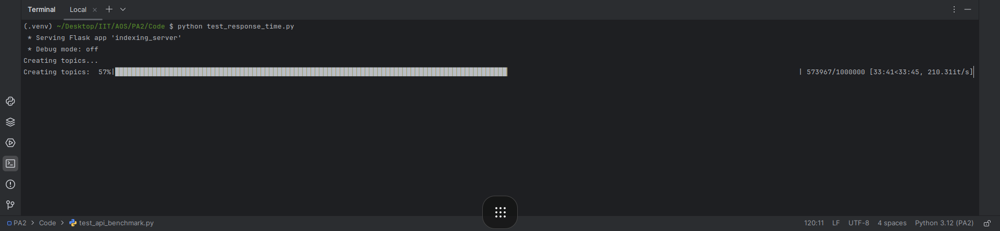 Terminal Local
(.venv) ~/Desktop/IIT/AOS/PA2/Code $ python test_response_time.py
* Serving Flask app 'indexing_server'
* Debug mode: off
Creating topics...
Creating topics: 57%| | 573967/1000000 [33:41<33:45, 210.31it/s]
PA2 > Code > test_api_benchmark.py 120:11 LF UTF-8 4 spaces Python 3.12 (PA2)